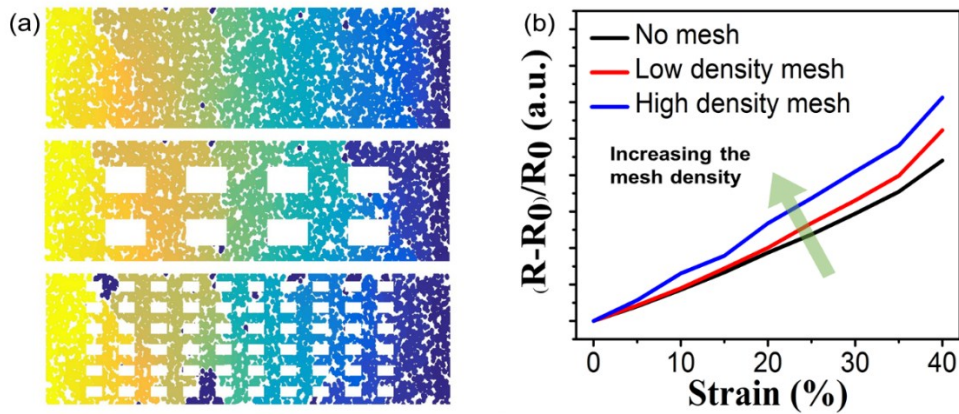 (a)
(b)
(R-R0)/R0 (a.u.)
No mesh
Low density mesh
High density mesh
Increasing the
mesh density
0
10
20
30
40
Strain (%)